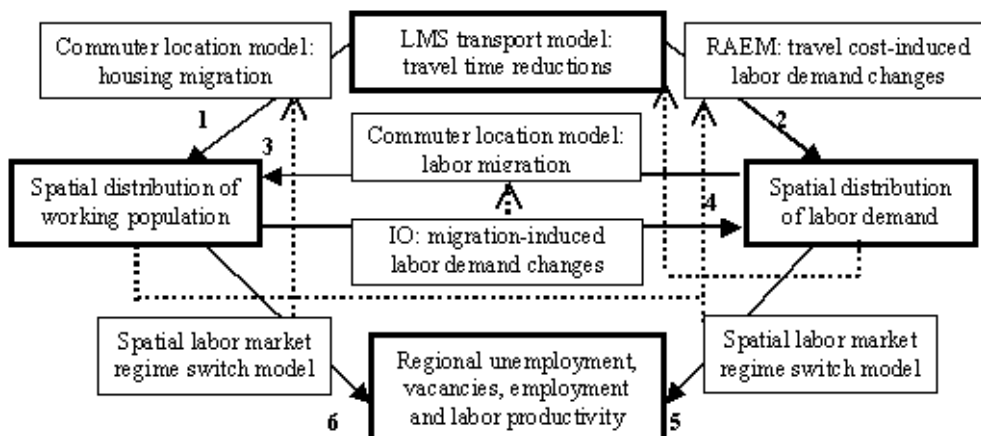 Commuter location model:
housing migration
LMS transport model:
travel time reductions
RAEM: travel cost-induced
labor demand changes
1
2
3
Commuter location model:
labor migration
Spatial distribution of
working population
Spatial distribution
of labor demand
4
IO: migration-induced
labor demand changes
Spatial labor market
regime switch model
Regional unemployment,
vacancies, employment
and labor productivity
Spatial labor market
regime switch model
6
5